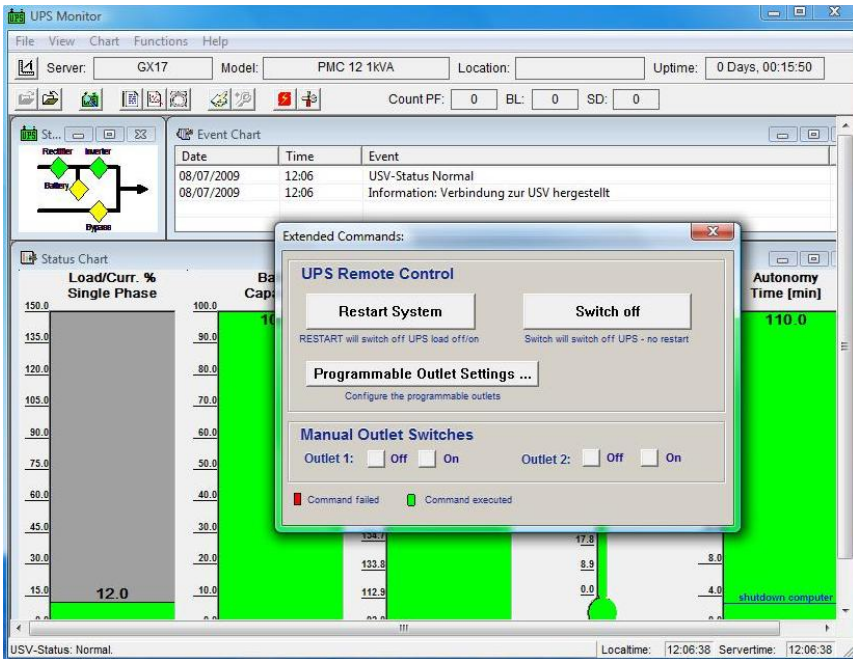 UPS Monitor
File View Chart Functions Help
Server: GX17 Model: PMC 12 1kVA Location: Uptime: 0 Days, 00:15:50
Count PF: 0 BL: 0 SD: 0
St...
Rectifier Inverter
Battery
Bypass
Event Chart
Date Time Event
08/07/2009 12:06 USV-Status Normal
08/07/2009 12:06 Information: Verbindung zur USV hergestellt
Status Chart
Load/Curr. %
Single Phase
150.0
135.0
120.0
105.0
90.0
75.0
60.0
45.0
30.0
15.0
12.0
100.0
90.0
80.0
70.0
60.0
50.0
40.0
30.0
20.0
10.0
Extended Commands:
UPS Remote Control
Restart System Switch off
RESTART will switch off UPS load off/on Switch will switch off UPS - no restart
Programmable Outlet Settings ...
Configure the programmable outlets
Manual Outlet Switches
Outlet 1: Off On Outlet 2: Off On
Command failed Command executed
133.8
112.9
17.8
8.9
0.0
Autonomy
Time [min]
110.0
8.0
4.0
shutdown computer
USV-Status: Normal.
Localtime: 12:06:38 Servertime: 12:06:38